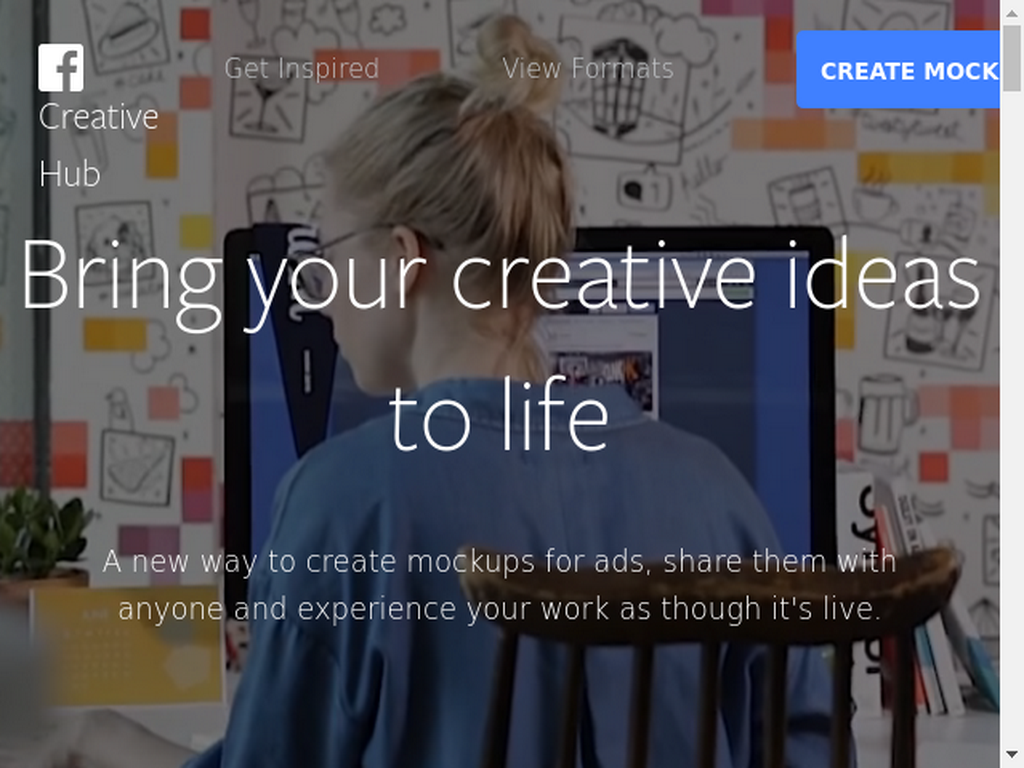 Get Inspired
View Formats
CREATE MOCK
Creative
Hub
Bring your creative ideas
to life
A new way to create mockups for ads, share them with
anyone and experience your work as though it's live.